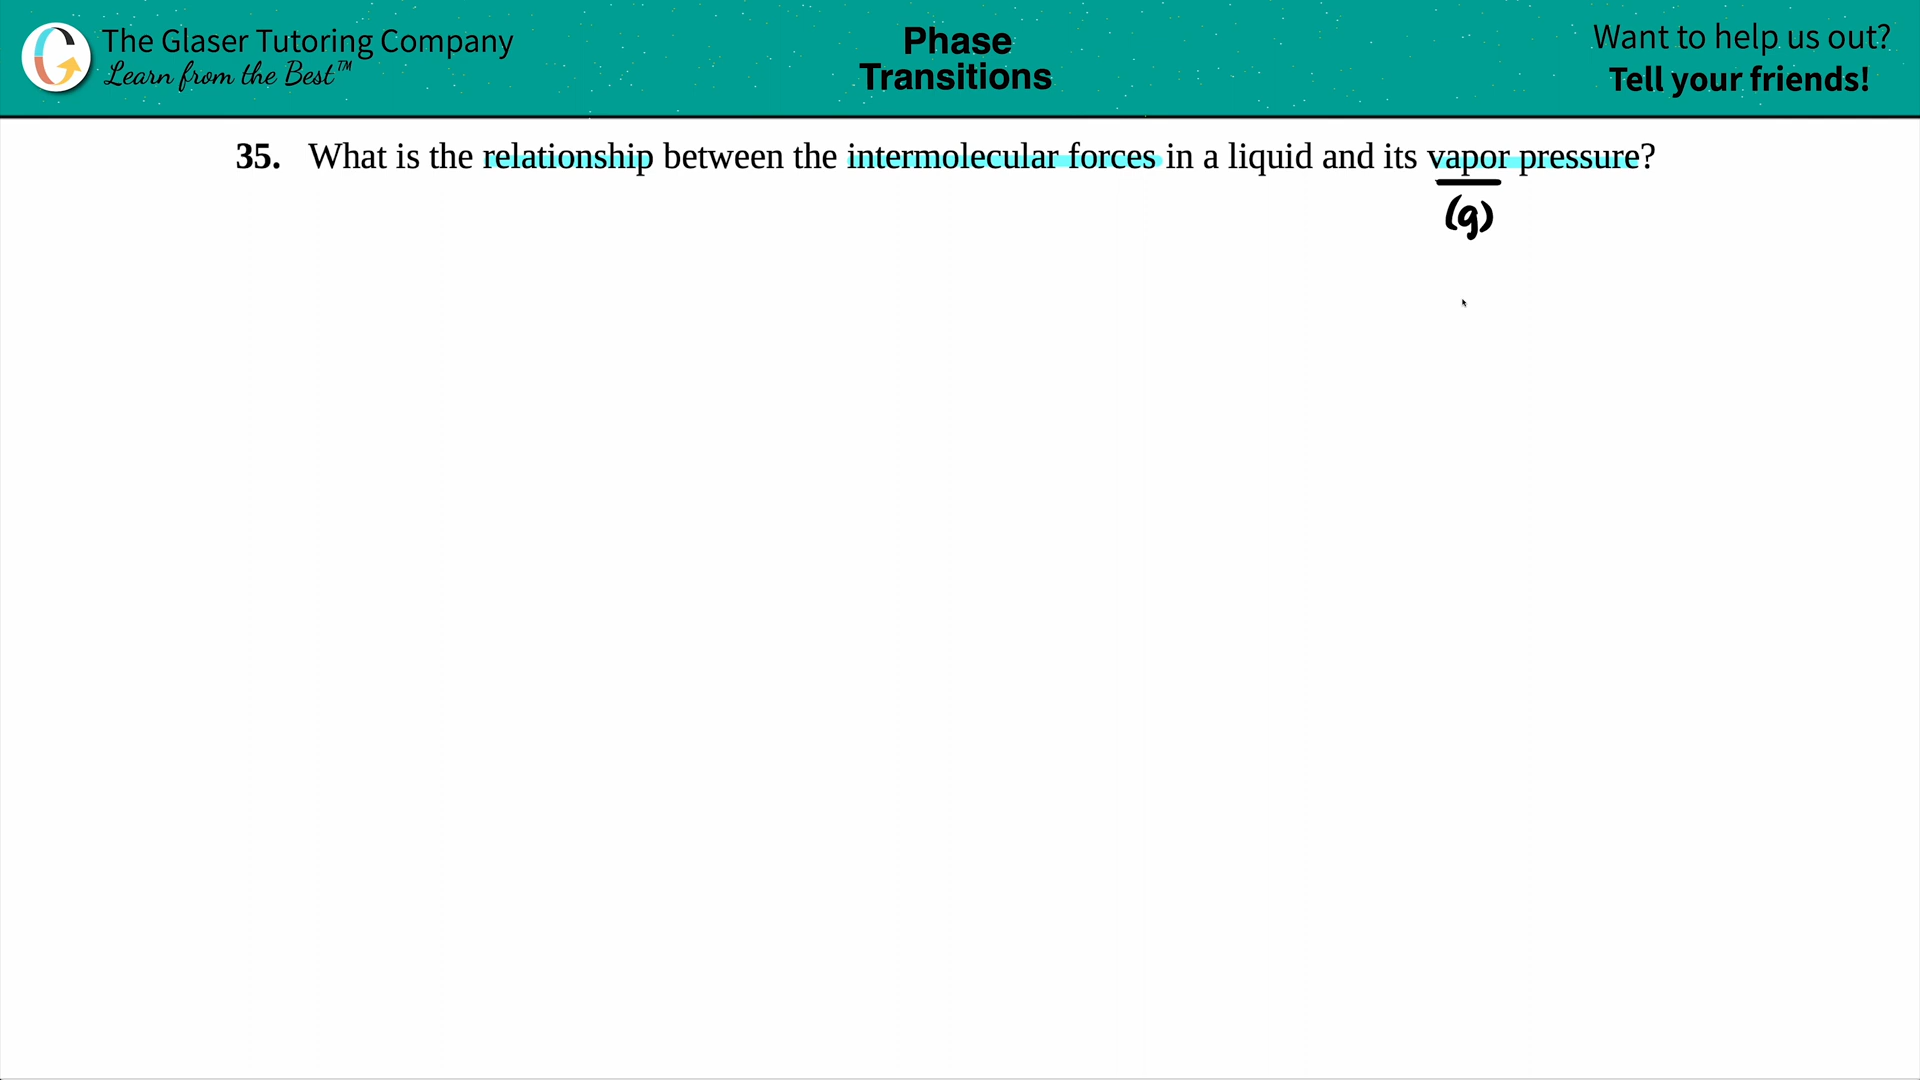 The Glaser Tutoring Company
Learn from the Best™
Phase
Transitions
Want to help us out?
Tell your friends!
35. What is the relationship between the intermolecular forces in a liquid and its vapor pressure?
(g)